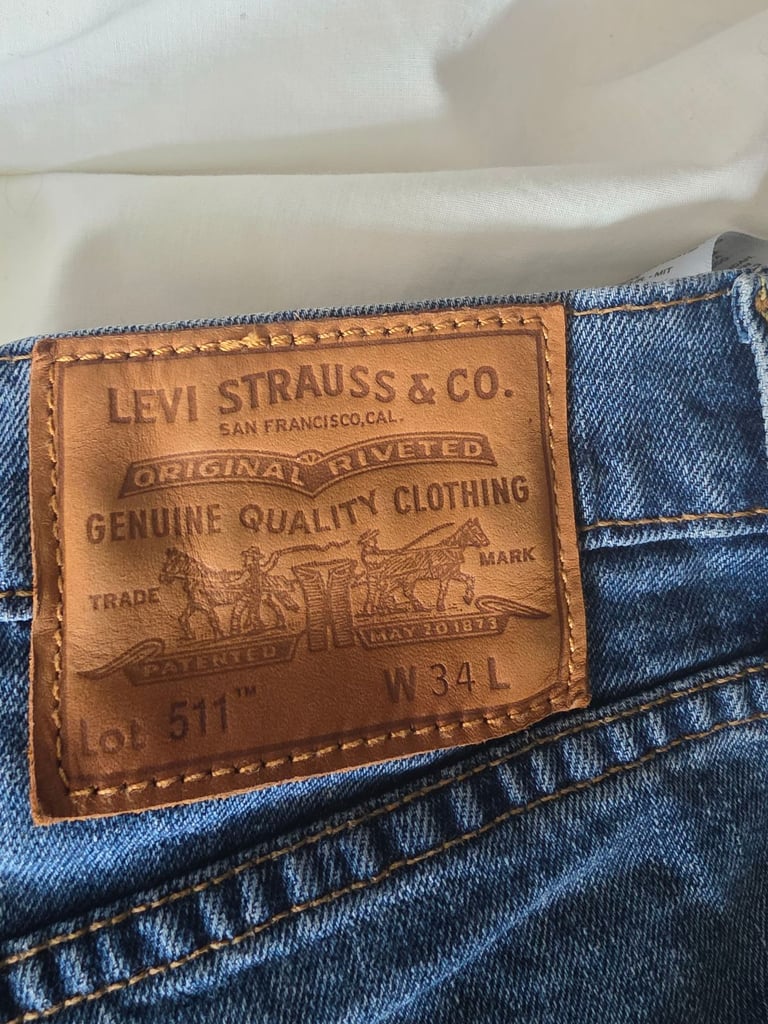 LEVI STRAUSS & CO.
SAN FRANCISCO, CAL.
ORIGINAL RIVETED
GENUINE QUALITY CLOTHING
TRADE MARK
PATENTED MAY 20 1873
Lot 511™ W 34 L